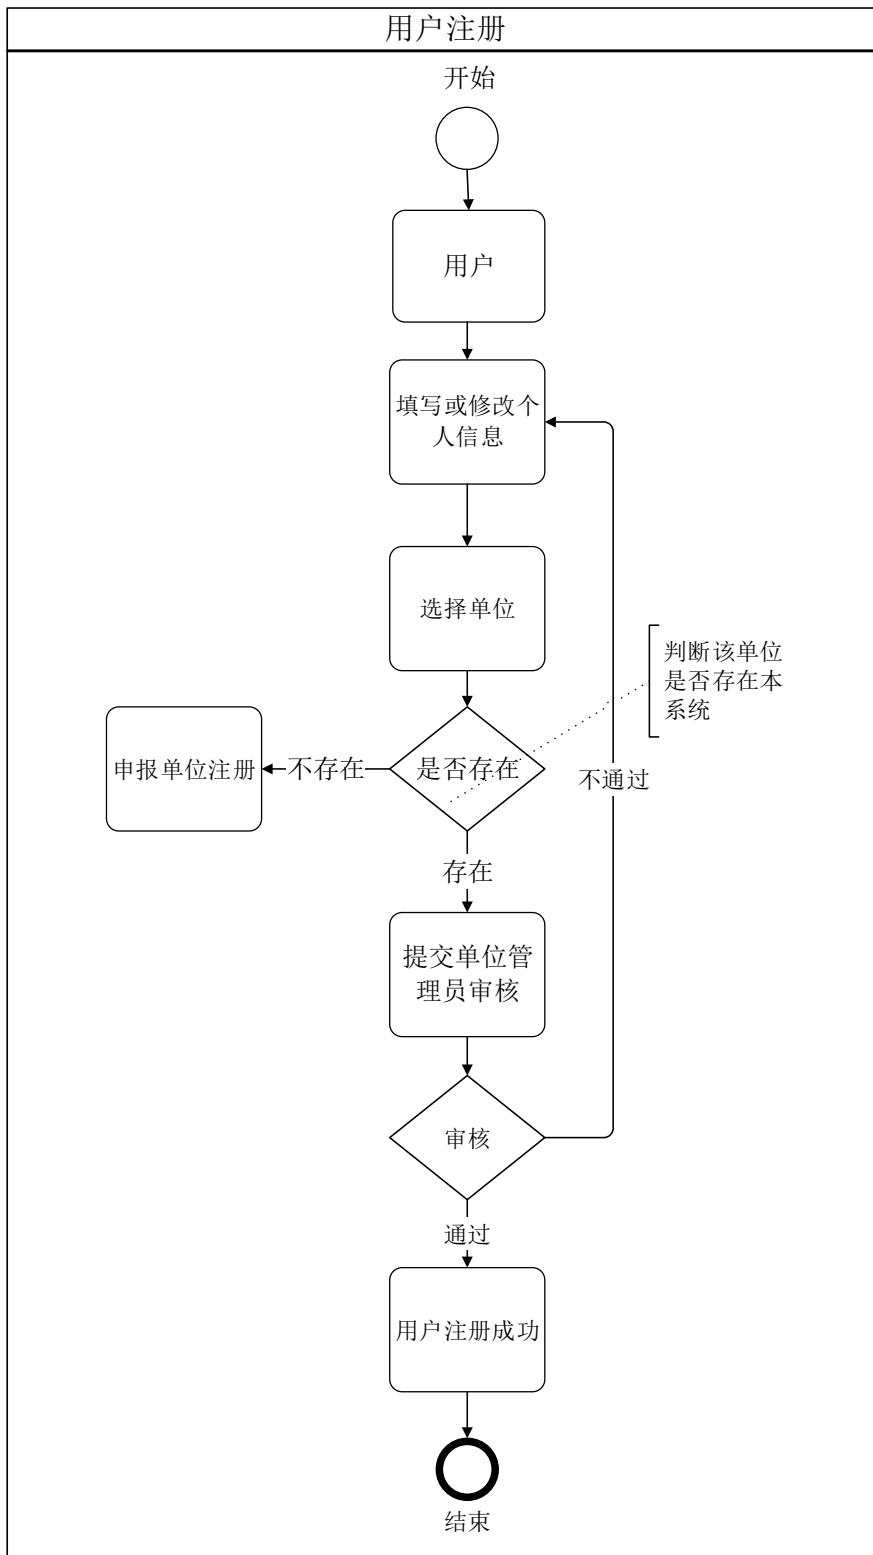 用户注册
开始
用户
填写或修改个
人信息
选择单位
判断该单位
是否存在本
系统
申报单位注册
不存在
是否存在
不通过
存在
提交单位管
理员审核
审核
通过
用户注册成功
结束